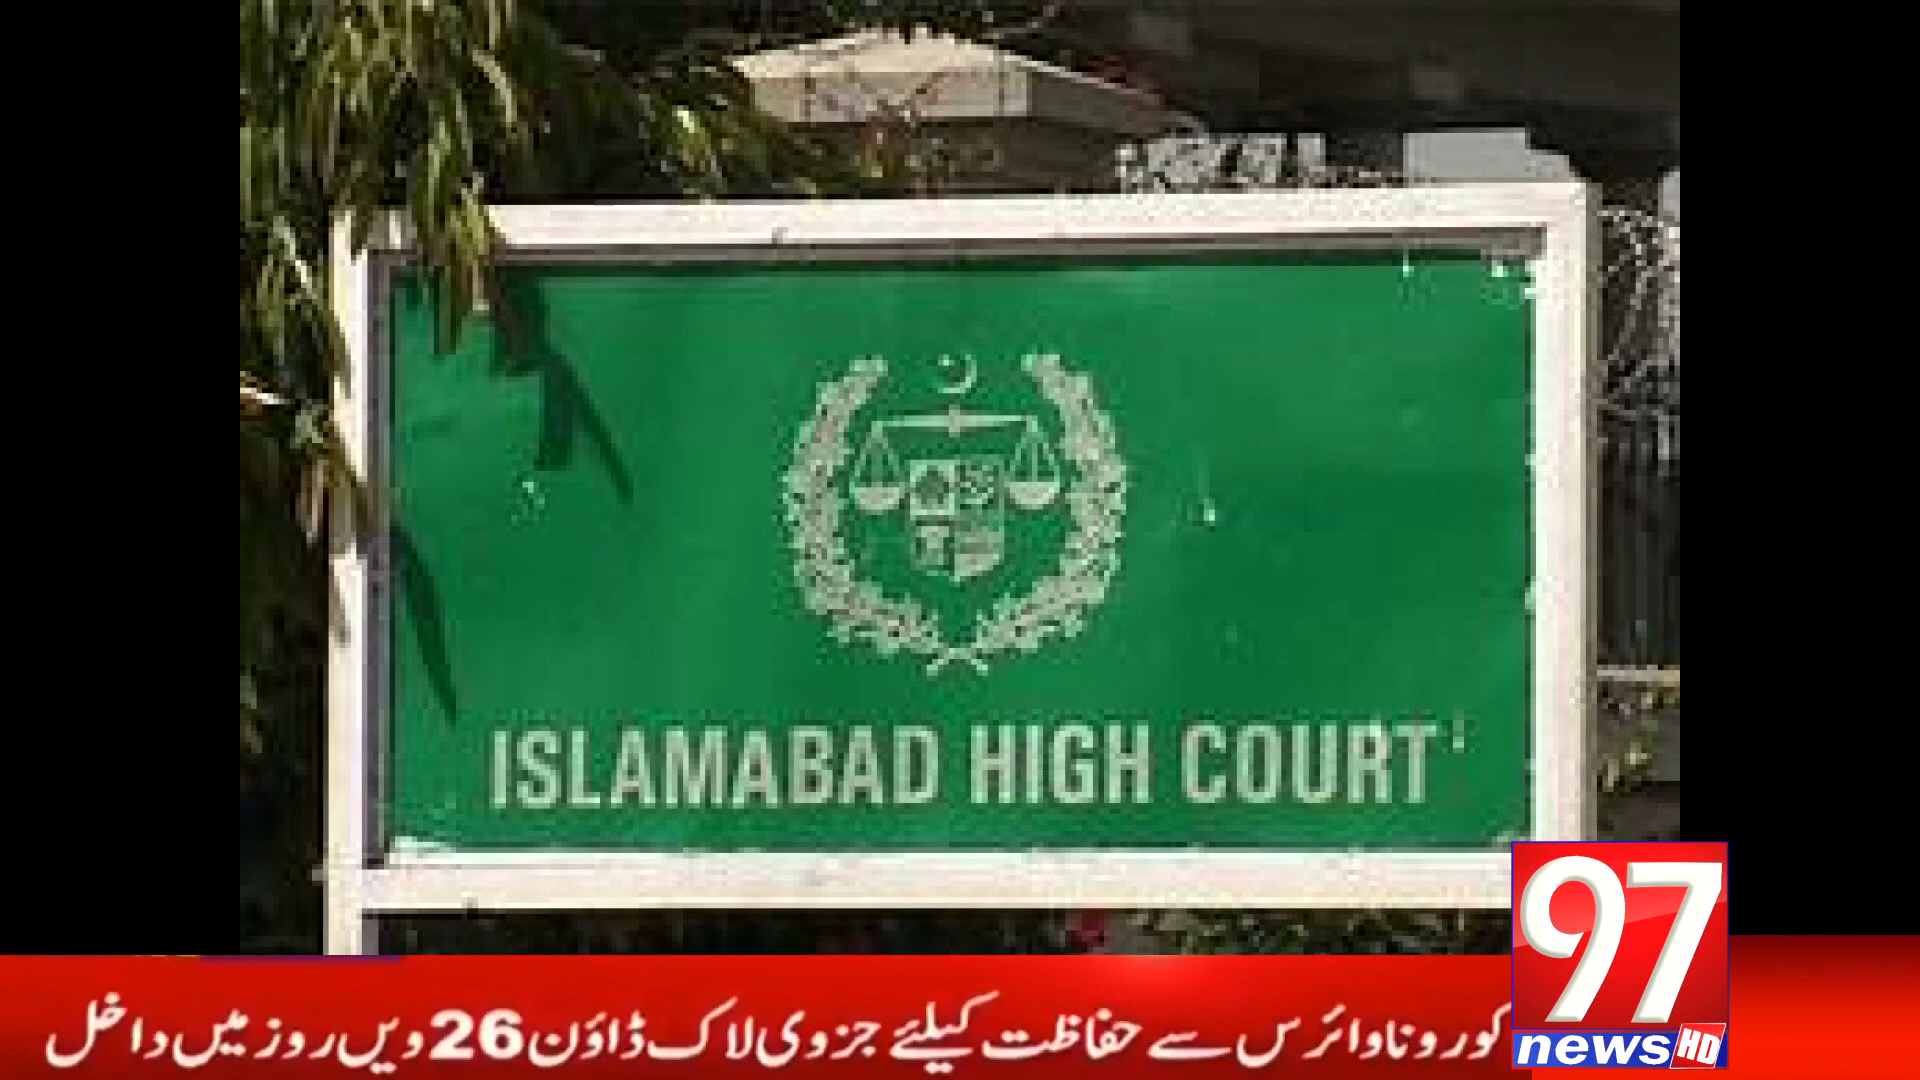 ISLAMABAD HIGH COURT
97
news HD
کورونا وائرس سے حفاظت کیلئے جزوی لاک ڈاؤن 26 ویں روز میں داخل